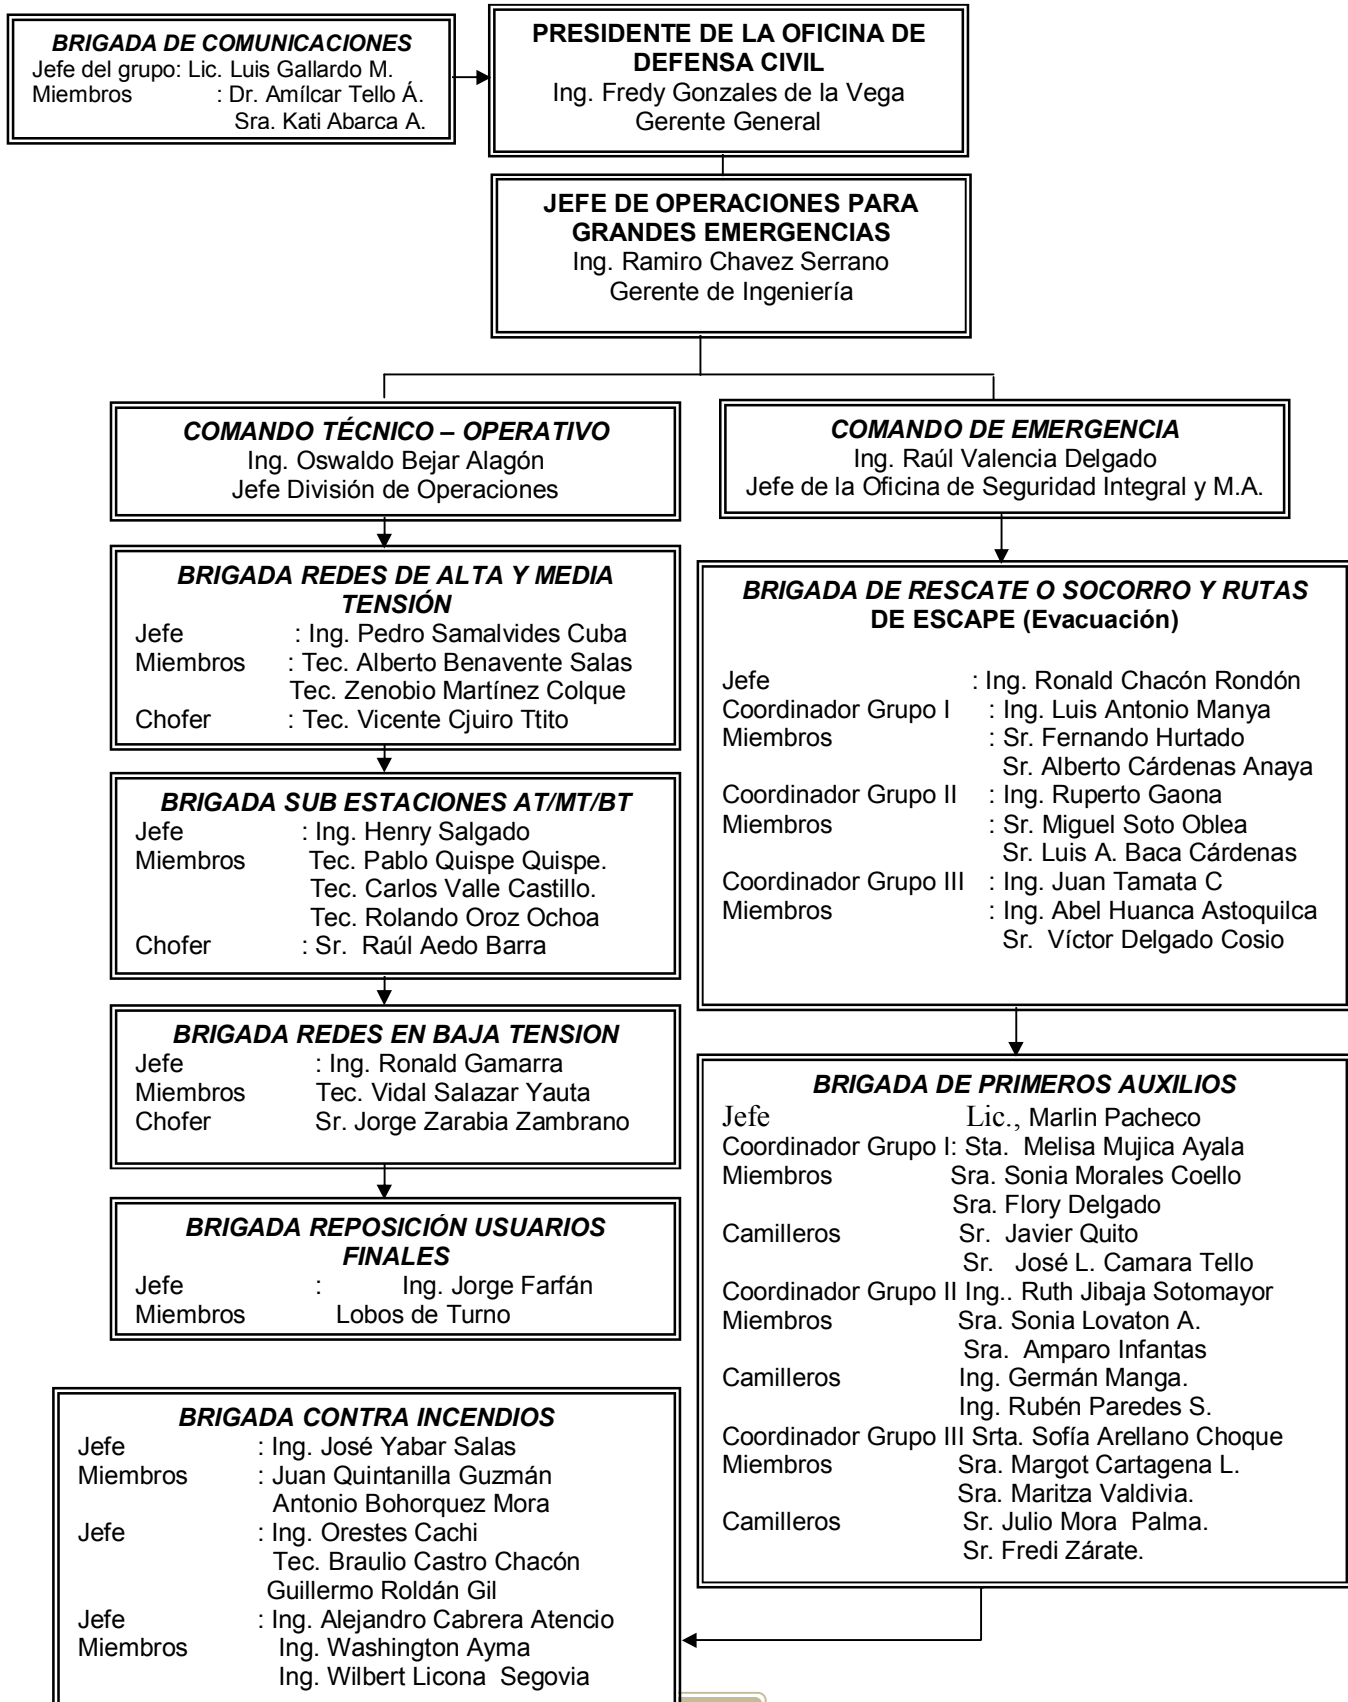 BRIGADA DE COMUNICACIONES
Jefe del grupo: Lic. Luis Gallardo M.
Miembros : Dr. Amílcar Tello Á.
Sra. Kati Abarca A.
PRESIDENTE DE LA OFICINA DE
DEFENSA CIVIL
Ing. Fredy Gonzales de la Vega
Gerente General
JEFE DE OPERACIONES PARA
GRANDES EMERGENCIAS
Ing. Ramiro Chavez Serrano
Gerente de Ingeniería
COMANDO TÉCNICO – OPERATIVO
Ing. Oswaldo Bejar Alagón
Jefe División de Operaciones
COMANDO DE EMERGENCIA
Ing. Raúl Valencia Delgado
Jefe de la Oficina de Seguridad Integral y M.A.
BRIGADA REDES DE ALTA Y MEDIA
TENSIÓN
Jefe : Ing. Pedro Samalvides Cuba
Miembros : Tec. Alberto Benavente Salas
Tec. Zenobio Martínez Colque
Chofer : Tec. Vicente Cjuiro Ttito
BRIGADA SUB ESTACIONES AT/MT/BT
Jefe : Ing. Henry Salgado
Miembros Tec. Pablo Quispe Quispe.
Tec. Carlos Valle Castillo.
Tec. Rolando Oroz Ochoa
Chofer : Sr. Raúl Aedo Barra
BRIGADA REDES EN BAJA TENSION
Jefe : Ing. Ronald Gamarra
Miembros Tec. Vidal Salazar Yauta
Chofer Sr. Jorge Zarabia Zambrano
BRIGADA REPOSICIÓN USUARIOS
FINALES
Jefe : Ing. Jorge Farfán
Miembros Lobos de Turno
BRIGADA DE RESCATE O SOCORRO Y RUTAS
DE ESCAPE (Evacuación)
Jefe : Ing. Ronald Chacón Rondón
Coordinador Grupo I : Ing. Luis Antonio Manya
Miembros : Sr. Fernando Hurtado
Sr. Alberto Cárdenas Anaya
Coordinador Grupo II : Ing. Ruperto Gaona
Miembros : Sr. Miguel Soto Oblea
Sr. Luis A. Baca Cárdenas
Coordinador Grupo III : Ing. Juan Tamata C
Miembros : Ing. Abel Huanca Astoquilca
Sr. Víctor Delgado Cosio
BRIGADA DE PRIMEROS AUXILIOS
Jefe Lic., Marlin Pacheco
Coordinador Grupo I: Sta. Melisa Mujica Ayala
Miembros Sra. Sonia Morales Coello
Sra. Flory Delgado
Camilleros Sr. Javier Quito
Sr. José L. Camara Tello
Coordinador Grupo II Ing.. Ruth Jibaja Sotomayor
Miembros Sra. Sonia Lovaton A.
Sra. Amparo Infantas
Camilleros Ing. Germán Manga.
Ing. Rubén Paredes S.
Coordinador Grupo III Srta. Sofía Arellano Choque
Miembros Sra. Margot Cartagena L.
Sra. Maritza Valdivia.
Camilleros Sr. Julio Mora Palma.
Sr. Fredi Zárate.
BRIGADA CONTRA INCENDIOS
Jefe : Ing. José Yabar Salas
Miembros : Juan Quintanilla Guzmán
Antonio Bohorquez Mora
Jefe : Ing. Orestes Cachi
Tec. Braulio Castro Chacón
Guillermo Roldán Gil
Jefe : Ing. Alejandro Cabrera Atencio
Miembros Ing. Washington Ayma
Ing. Wilbert Licona Segovia